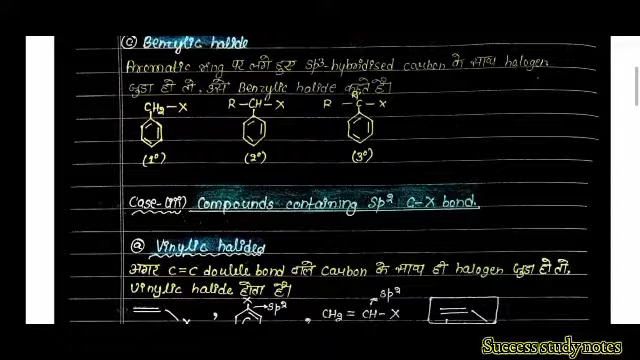 (c) Benzylic halide
Aromatic ring पर लगे हुए sp3 hybridised carbon के साथ halogen
जुडा हो तो, उसे Benzylic halide कहते है।
CH2 – X    R – CH – X    R – C – X
R
(1°)    (2°)    (3°)
Case-(iii) Compounds containing sp2 C–X bond.
(a) Vinylic halides
अगर C=C double bond वाले carbon के साथ ही halogen जुडा हो तो,
Vinylic halide होता है।
sp2
X    , → sp2    , CH2 = CH – X
Success study notes